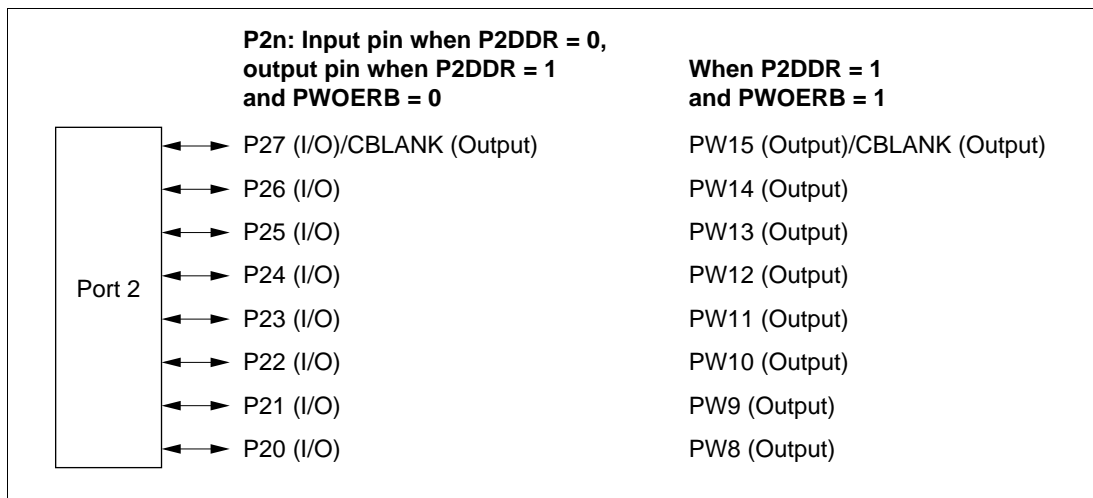 P2n: Input pin when P2DDR = 0,
output pin when P2DDR = 1
and PWOERB = 0
When P2DDR = 1
and PWOERB = 1
Port 2
P27 (I/O)/CBLANK (Output)
PW15 (Output)/CBLANK (Output)
P26 (I/O)
PW14 (Output)
P25 (I/O)
PW13 (Output)
P24 (I/O)
PW12 (Output)
P23 (I/O)
PW11 (Output)
P22 (I/O)
PW10 (Output)
P21 (I/O)
PW9 (Output)
P20 (I/O)
PW8 (Output)